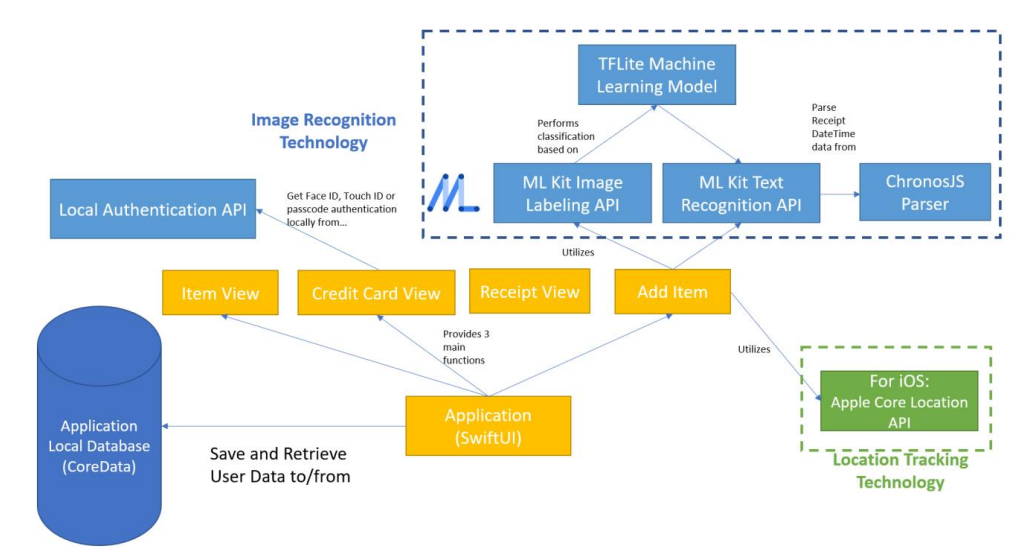 TFLite Machine
Learning Model
Image Recognition
Technology
Performs
classification
based on
Parse
Receipt
DateTime
data from
ML Kit Image
Labeling API
ML Kit Text
Recognition API
ChronosJS
Parser
Local Authentication API
Get Face ID, Touch ID or
passcode authentication
locally from...
Utilizes
Item View
Credit Card View
Receipt View
Add Item
Provides 3
main
functions
Utilizes
For iOS:
Apple Core Location
API
Location Tracking
Technology
Application
(SwiftUI)
Application
Local Database
(CoreData)
Save and Retrieve
User Data to/from